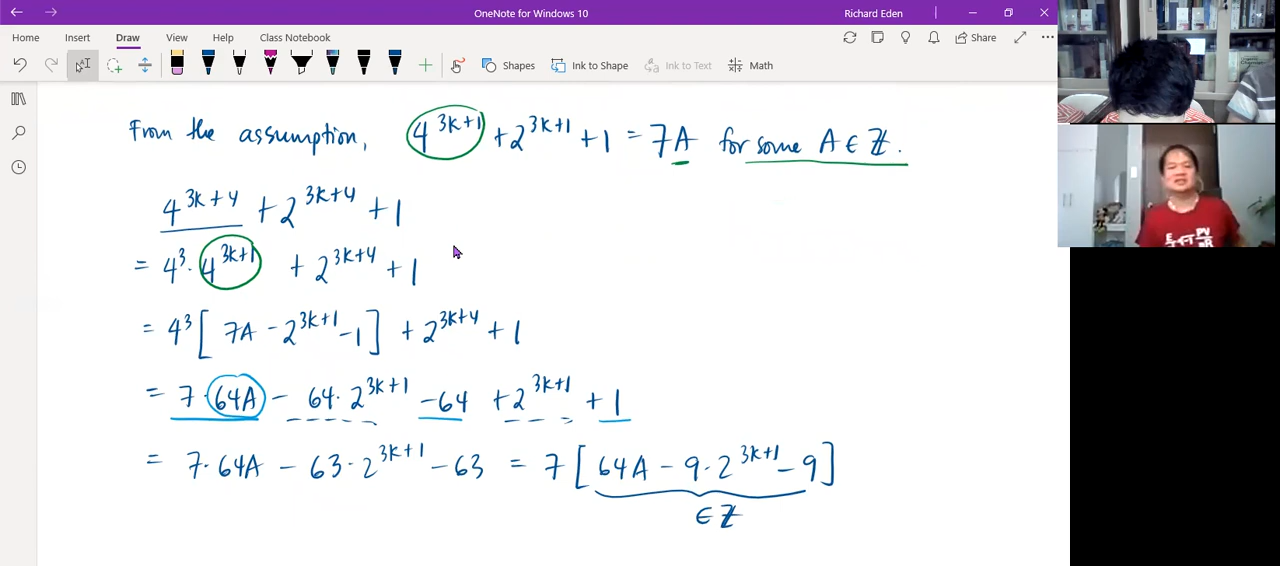 OneNote for Windows 10
Richard Eden
Home Insert Draw View Help Class Notebook
Share
Shapes Ink to Shape Ink to Text Math
From the assumption, 4^{3k+1} + 2^{3k+1} + 1 = 7A for some A ∈ ℤ.
4^{3k+4} + 2^{3k+4} + 1
= 4^3 · 4^{3k+1} + 2^{3k+4} + 1
= 4^3 [ 7A - 2^{3k+1} - 1 ] + 2^{3k+4} + 1
= 7 · 64A - 64 · 2^{3k+1} - 64 + 2^{3k+1} + 1
= 7 · 64A - 63 · 2^{3k+1} - 63 = 7 [ 64A - 9 · 2^{3k+1} - 9 ]
∈ ℤ